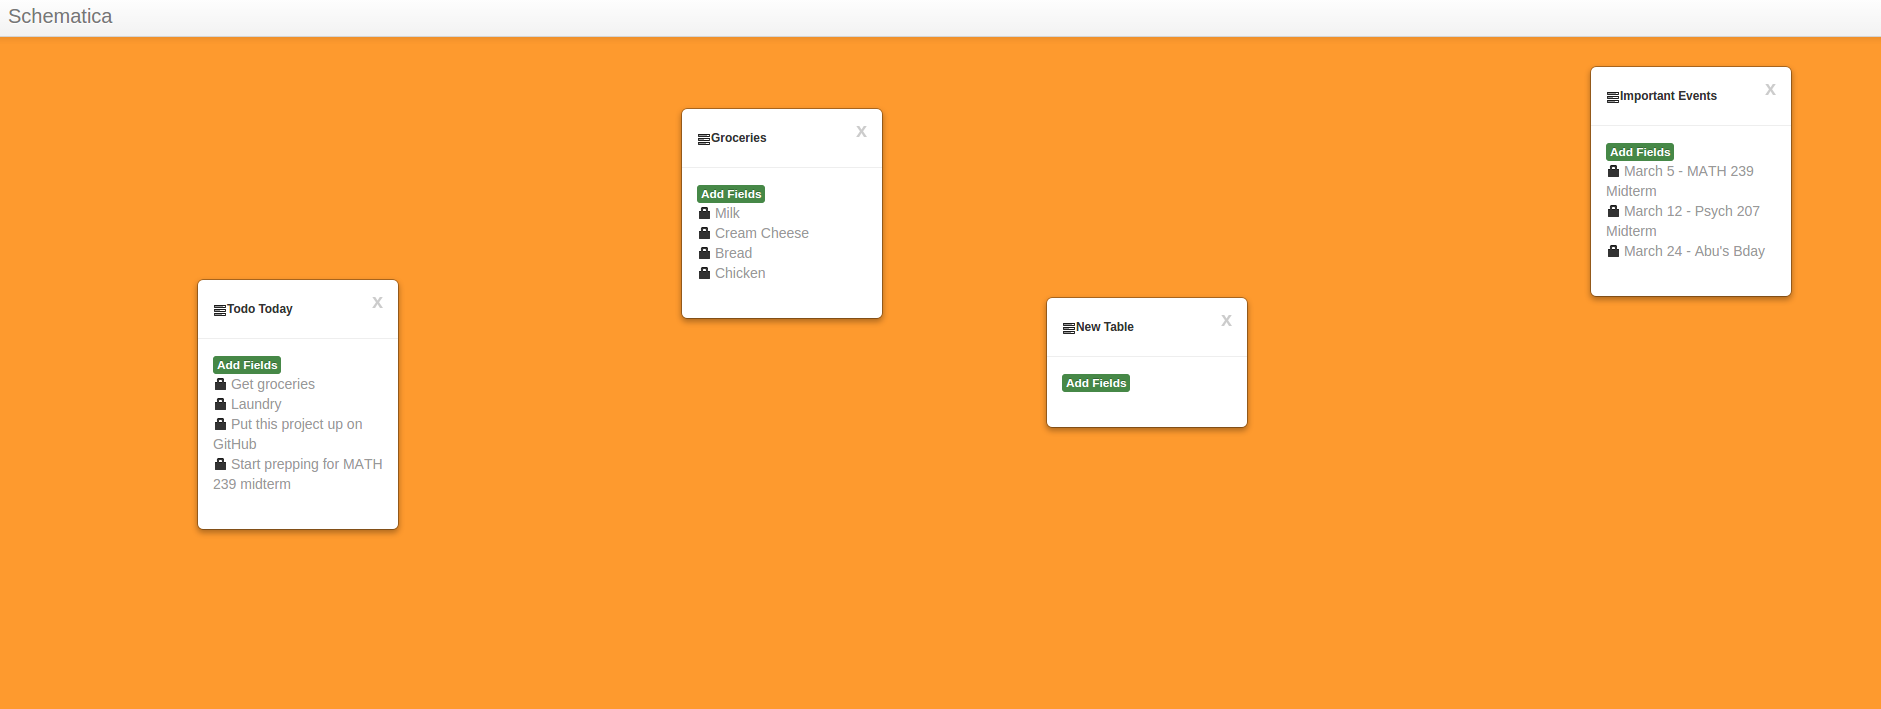 Schematica
Todo Today
X
Add Fields
Get groceries
Laundry
Put this project up on
GitHub
Start prepping for MATH
239 midterm
Groceries
X
Add Fields
Milk
Cream Cheese
Bread
Chicken
New Table
X
Add Fields
Important Events
X
Add Fields
March 5 - MATH 239
Midterm
March 12 - Psych 207
Midterm
March 24 - Abu's Bday